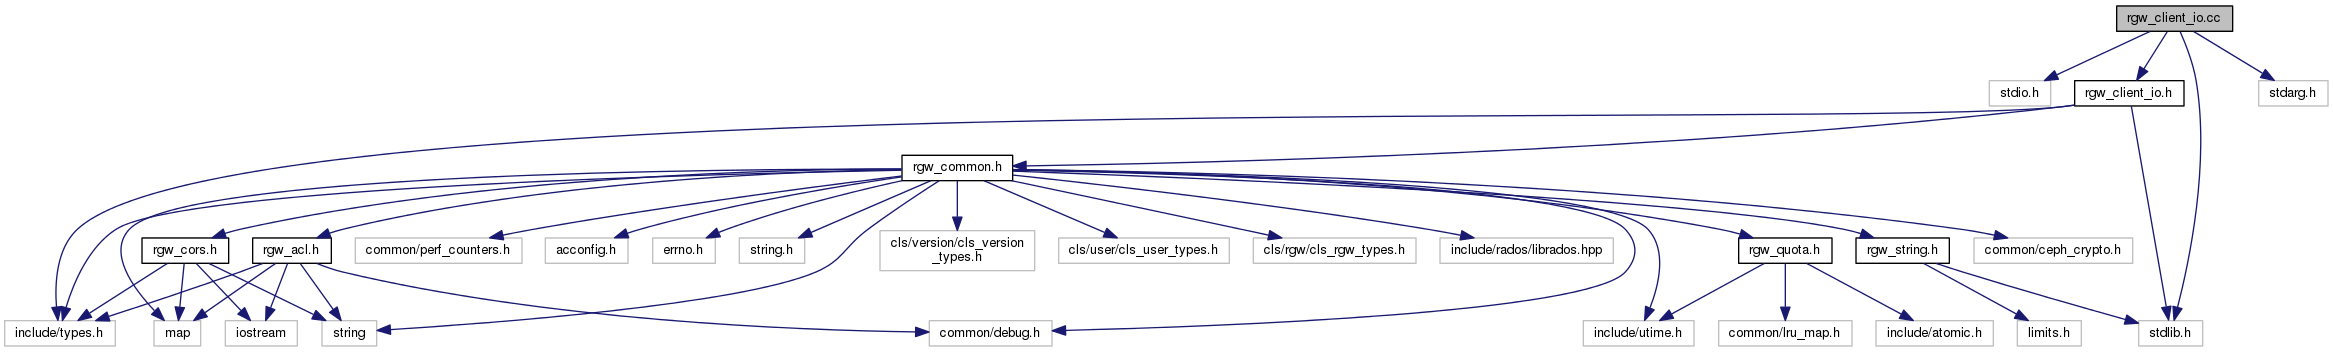 rgw_client_io.cc
stdio.h
rgw_client_io.h
stdarg.h
rgw_common.h
rgw_cors.h
rgw_acl.h
common/perf_counters.h
acconfig.h
errno.h
string.h
cls/version/cls_version
_types.h
cls/user/cls_user_types.h
cls/rgw/cls_rgw_types.h
include/rados/librados.hpp
rgw_quota.h
rgw_string.h
common/ceph_crypto.h
include/types.h
map
iostream
string
common/debug.h
include/utime.h
common/lru_map.h
include/atomic.h
limits.h
stdlib.h